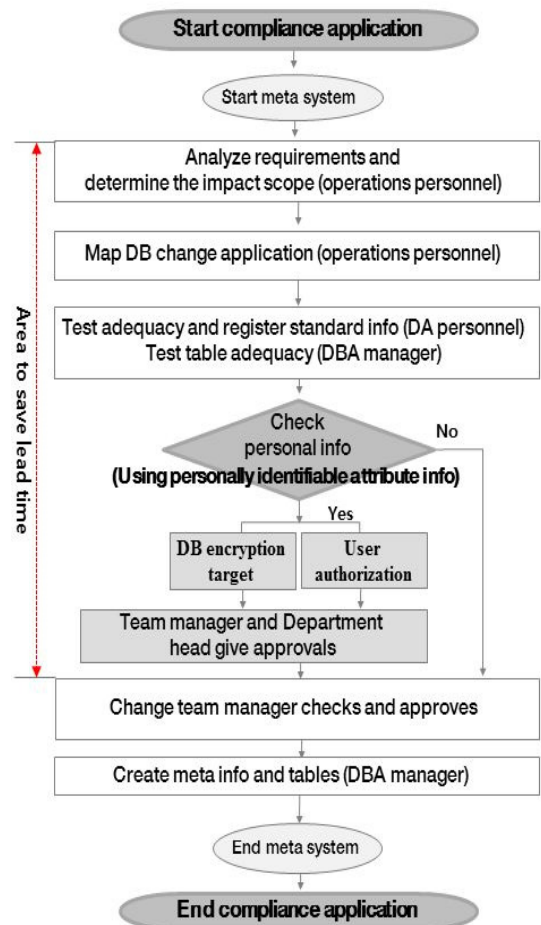 Start compliance application
Start meta system
Analyze requirements and
determine the impact scope (operations personnel)
Map DB change application (operations personnel)
Test adequacy and register standard info (DA personnel)
Test table adequacy (DBA manager)
Area to save lead time
Check
personal info
(Using personally identifiable attribute info)
No
Yes
DB encryption
target
User
authorization
Team manager and Department
head give approvals
Change team manager checks and approves
Create meta info and tables (DBA manager)
End meta system
End compliance application